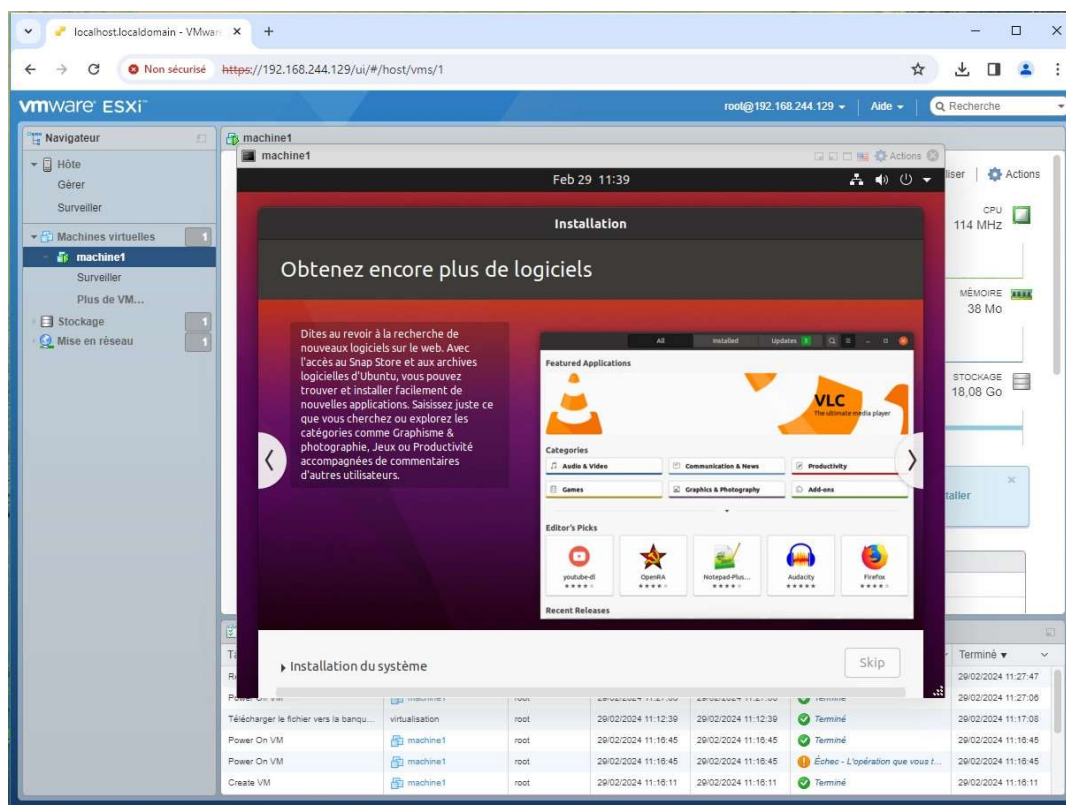 localhost.localdomain - VMwar
Non sécurisé
https://192.168.244.129/ui/#/host/vms/1
vmware ESXi™
root@192.168.244.129
Aide
Recherche
Navigateur
machine1
Hôte
Gérer
Surveiller
Machines virtuelles
1
machine1
Surveiller
Plus de VM...
Stockage
1
Mise en réseau
1
machine1
Actions
Feb 29 11:39
Installation
Obtenez encore plus de logiciels
Dites au revoir à la recherche de
nouveaux logiciels sur le web. Avec
l'accès au Snap Store et aux archives
logicielles d'Ubuntu, vous pouvez
trouver et installer facilement de
nouvelles applications. Saisissez juste ce
que vous cherchez ou explorez les
catégories comme Graphisme &
photographie, Jeux ou Productivité
accompagnées de commentaires
d'autres utilisateurs.
All
Installed
Updates
Featured Applications
VLC
The ultimate media player
Categories
Audio & Video
Communication & News
Productivity
Games
Graphics & Photography
Add-ons
Editor's Picks
youtube-dl
OpenRA
Notepad-Plus...
Audacity
Firefox
Recent Releases
Installation du système
Skip
iser
Actions
CPU
114 MHz
MÉMOIRE
38 Mo
STOCKAGE
18,08 Go
taller
Terminé
29/02/2024 11:27:47
29/02/2024 11:27:06
Télécharger le fichier vers la banqu... virtualisation root 29/02/2024 11:12:39 29/02/2024 11:12:39 Terminé 29/02/2024 11:17:08
Power On VM machine1 root 29/02/2024 11:16:45 29/02/2024 11:16:45 Terminé 29/02/2024 11:16:45
Power On VM machine1 root 29/02/2024 11:16:45 29/02/2024 11:16:45 Échec - L'opération que vous t... 29/02/2024 11:16:45
Create VM machine1 root 29/02/2024 11:16:11 29/02/2024 11:16:11 Terminé 29/02/2024 11:16:11